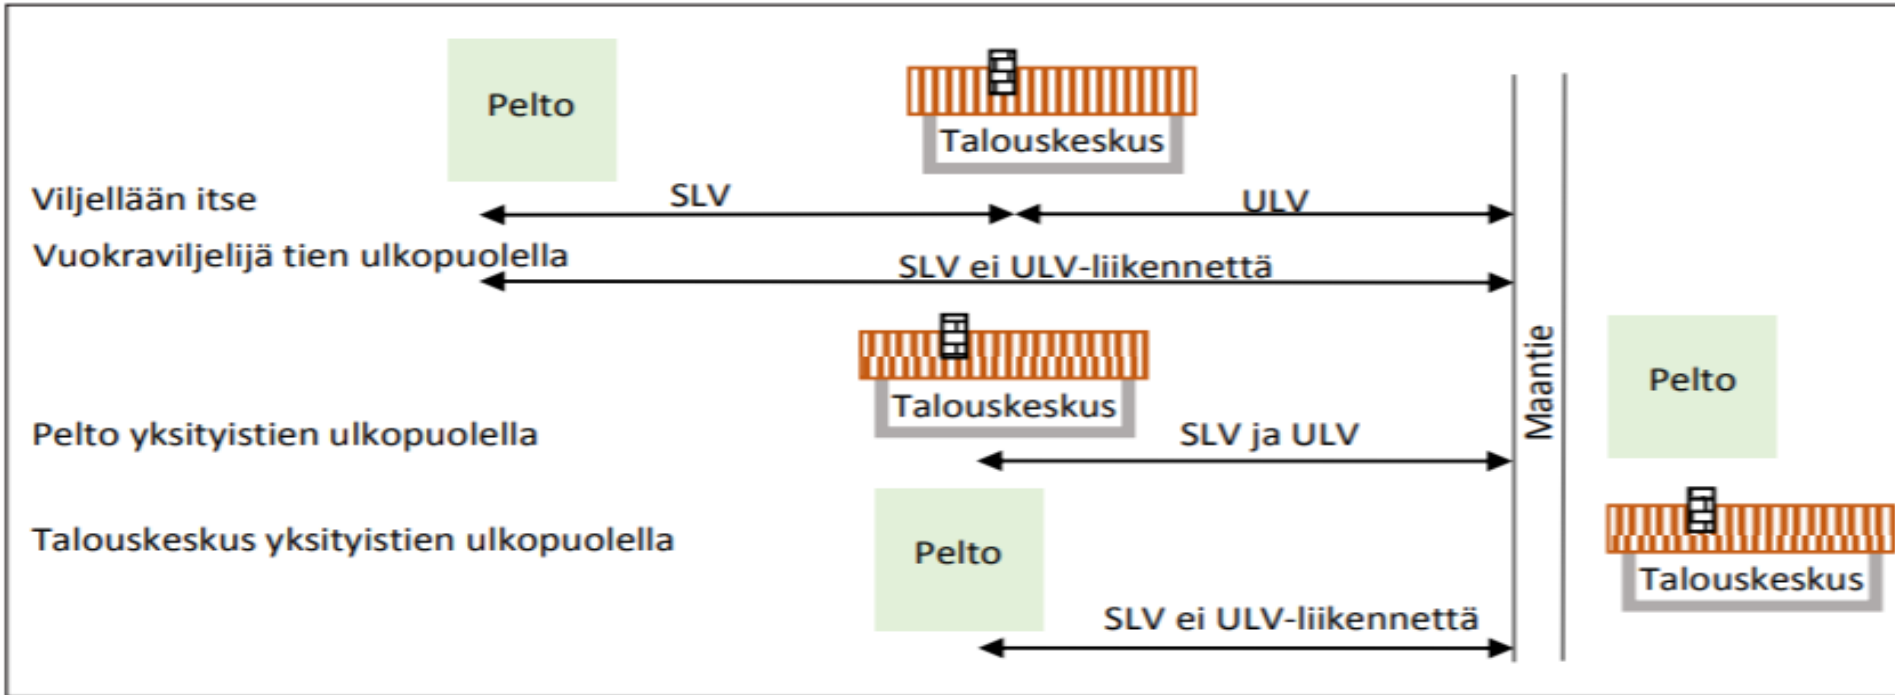 Pelto
Talouskeskus
Viljellään itse
SLV
ULV
Vuokraviljelijä tien ulkopuolella
SLV ei ULV-liikennettä
Maantie
Talouskeskus
Pelto
Pelto yksityistien ulkopuolella
SLV ja ULV
Talouskeskus yksityistien ulkopuolella
Pelto
Talouskeskus
SLV ei ULV-liikennettä